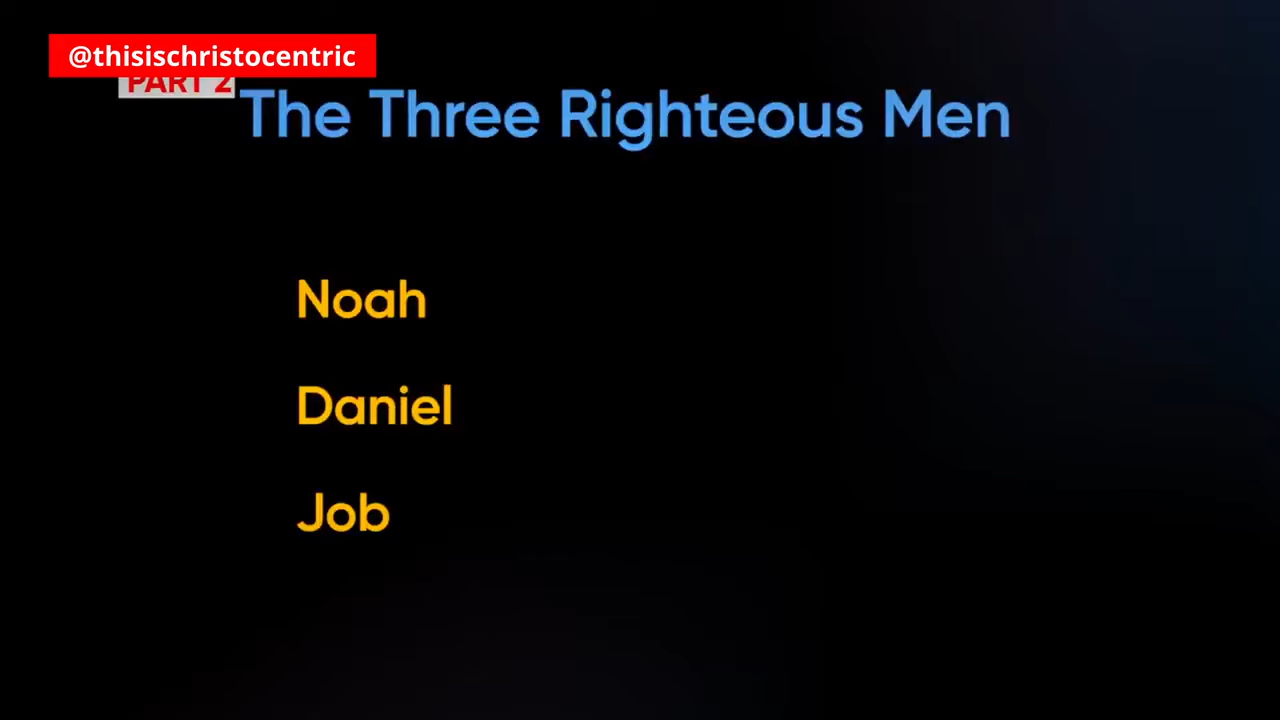 @thisischristocentric
PART 2
The Three Righteous Men
Noah
Daniel
Job